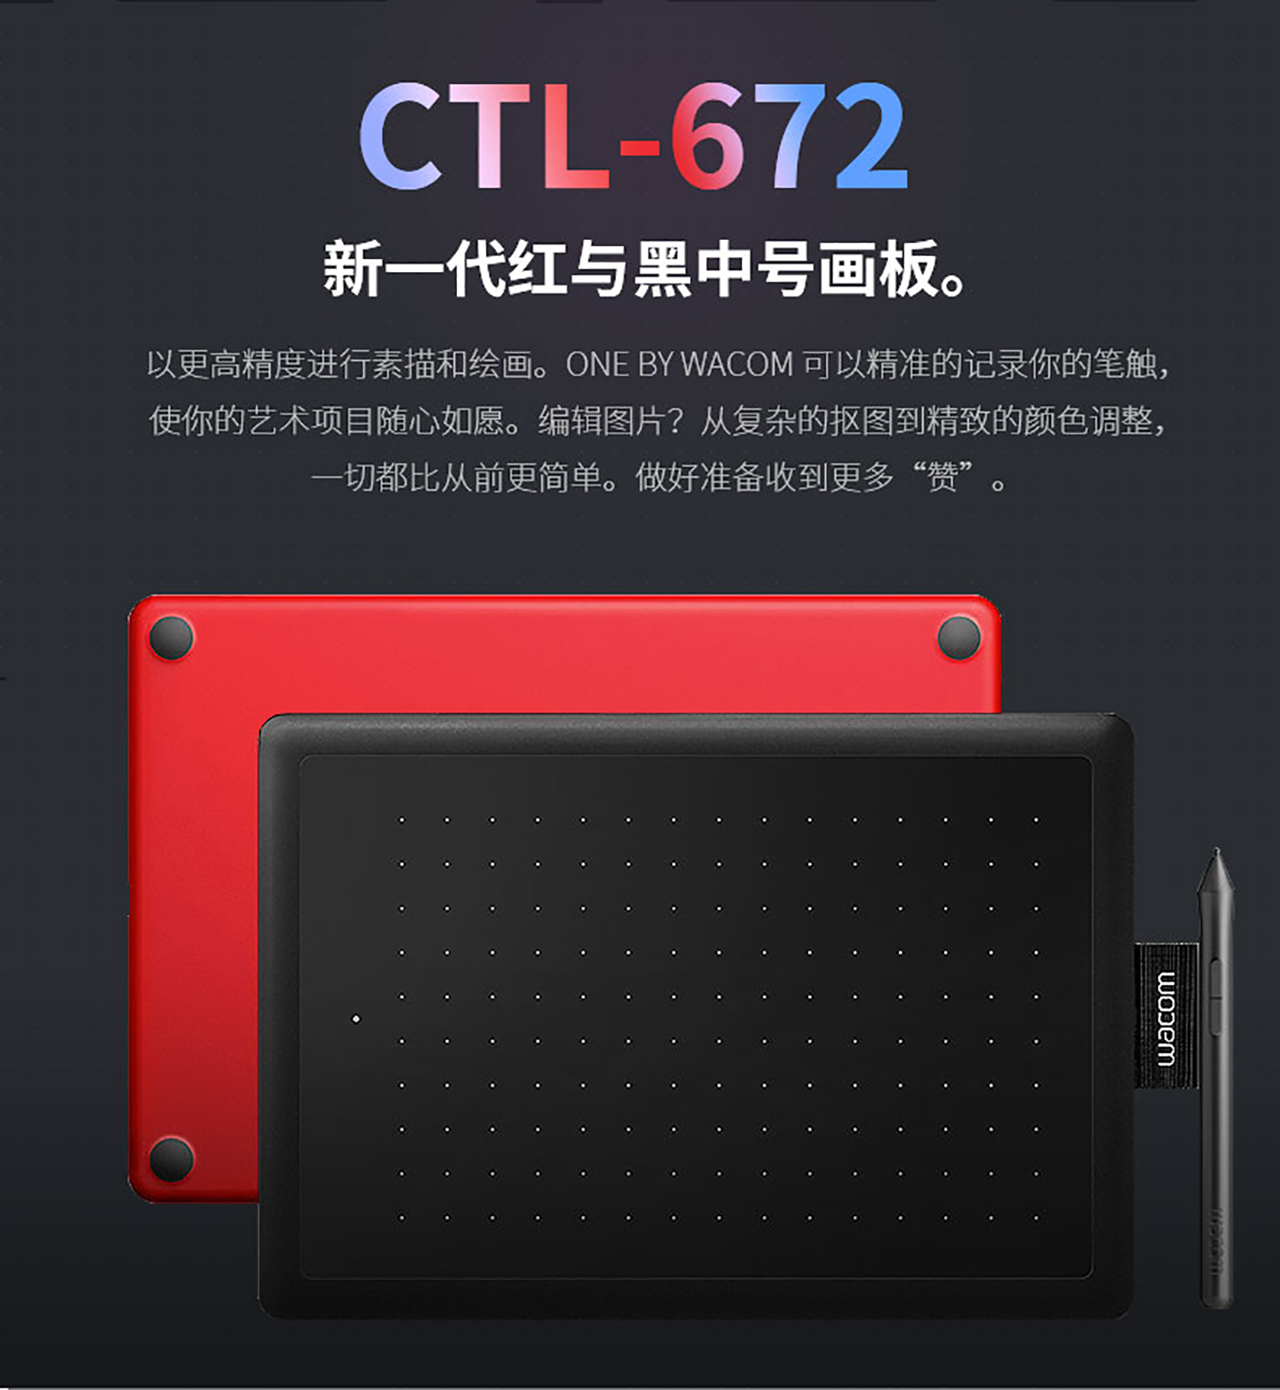 CTL-672
新一代红与黑中号画板。
以更高精度进行素描和绘画。ONE BY WACOM 可以精准的记录你的笔触，
使你的艺术项目随心如愿。编辑图片？从复杂的抠图到精致的颜色调整，
一切都比从前更简单。做好准备收到更多“赞”。
wacom
wacom